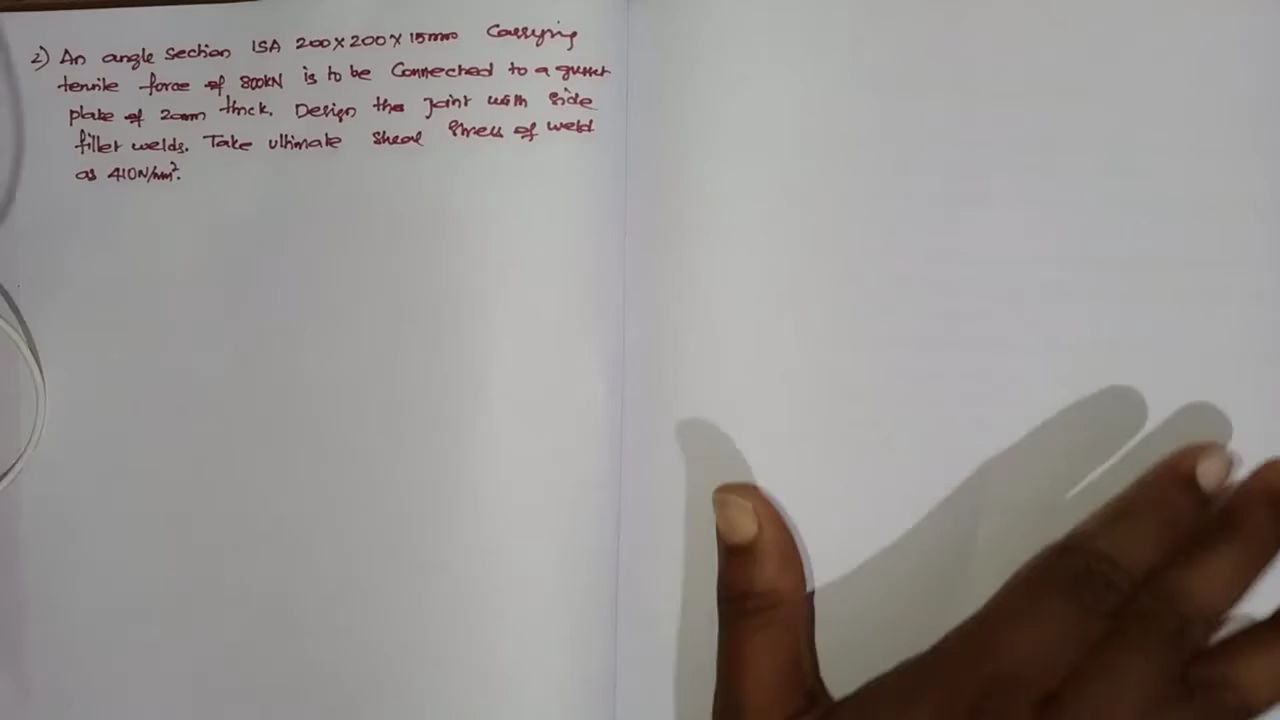 2) An angle section ISA 200 X 200 X 15mm Carrying
tensile force of 800kN is to be Connected to a gusset
plate of 20mm thick. Design the Joint with side
fillet welds. Take ultimate shear stress of weld
as 410N/mm².